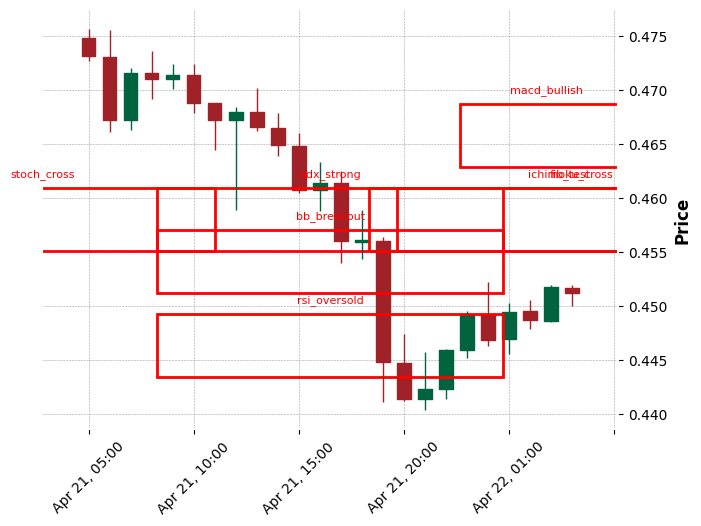 0.475
macd_bullish
0.470
0.465
stoch_cross
adx_strong
0.460
bb_breakout
0.455
Price
rsi_oversold
0.450
0.445
0.440
Apr 21, 05:00
Apr 21, 10:00
Apr 21, 15:00
Apr 21, 20:00
Apr 22, 01:00